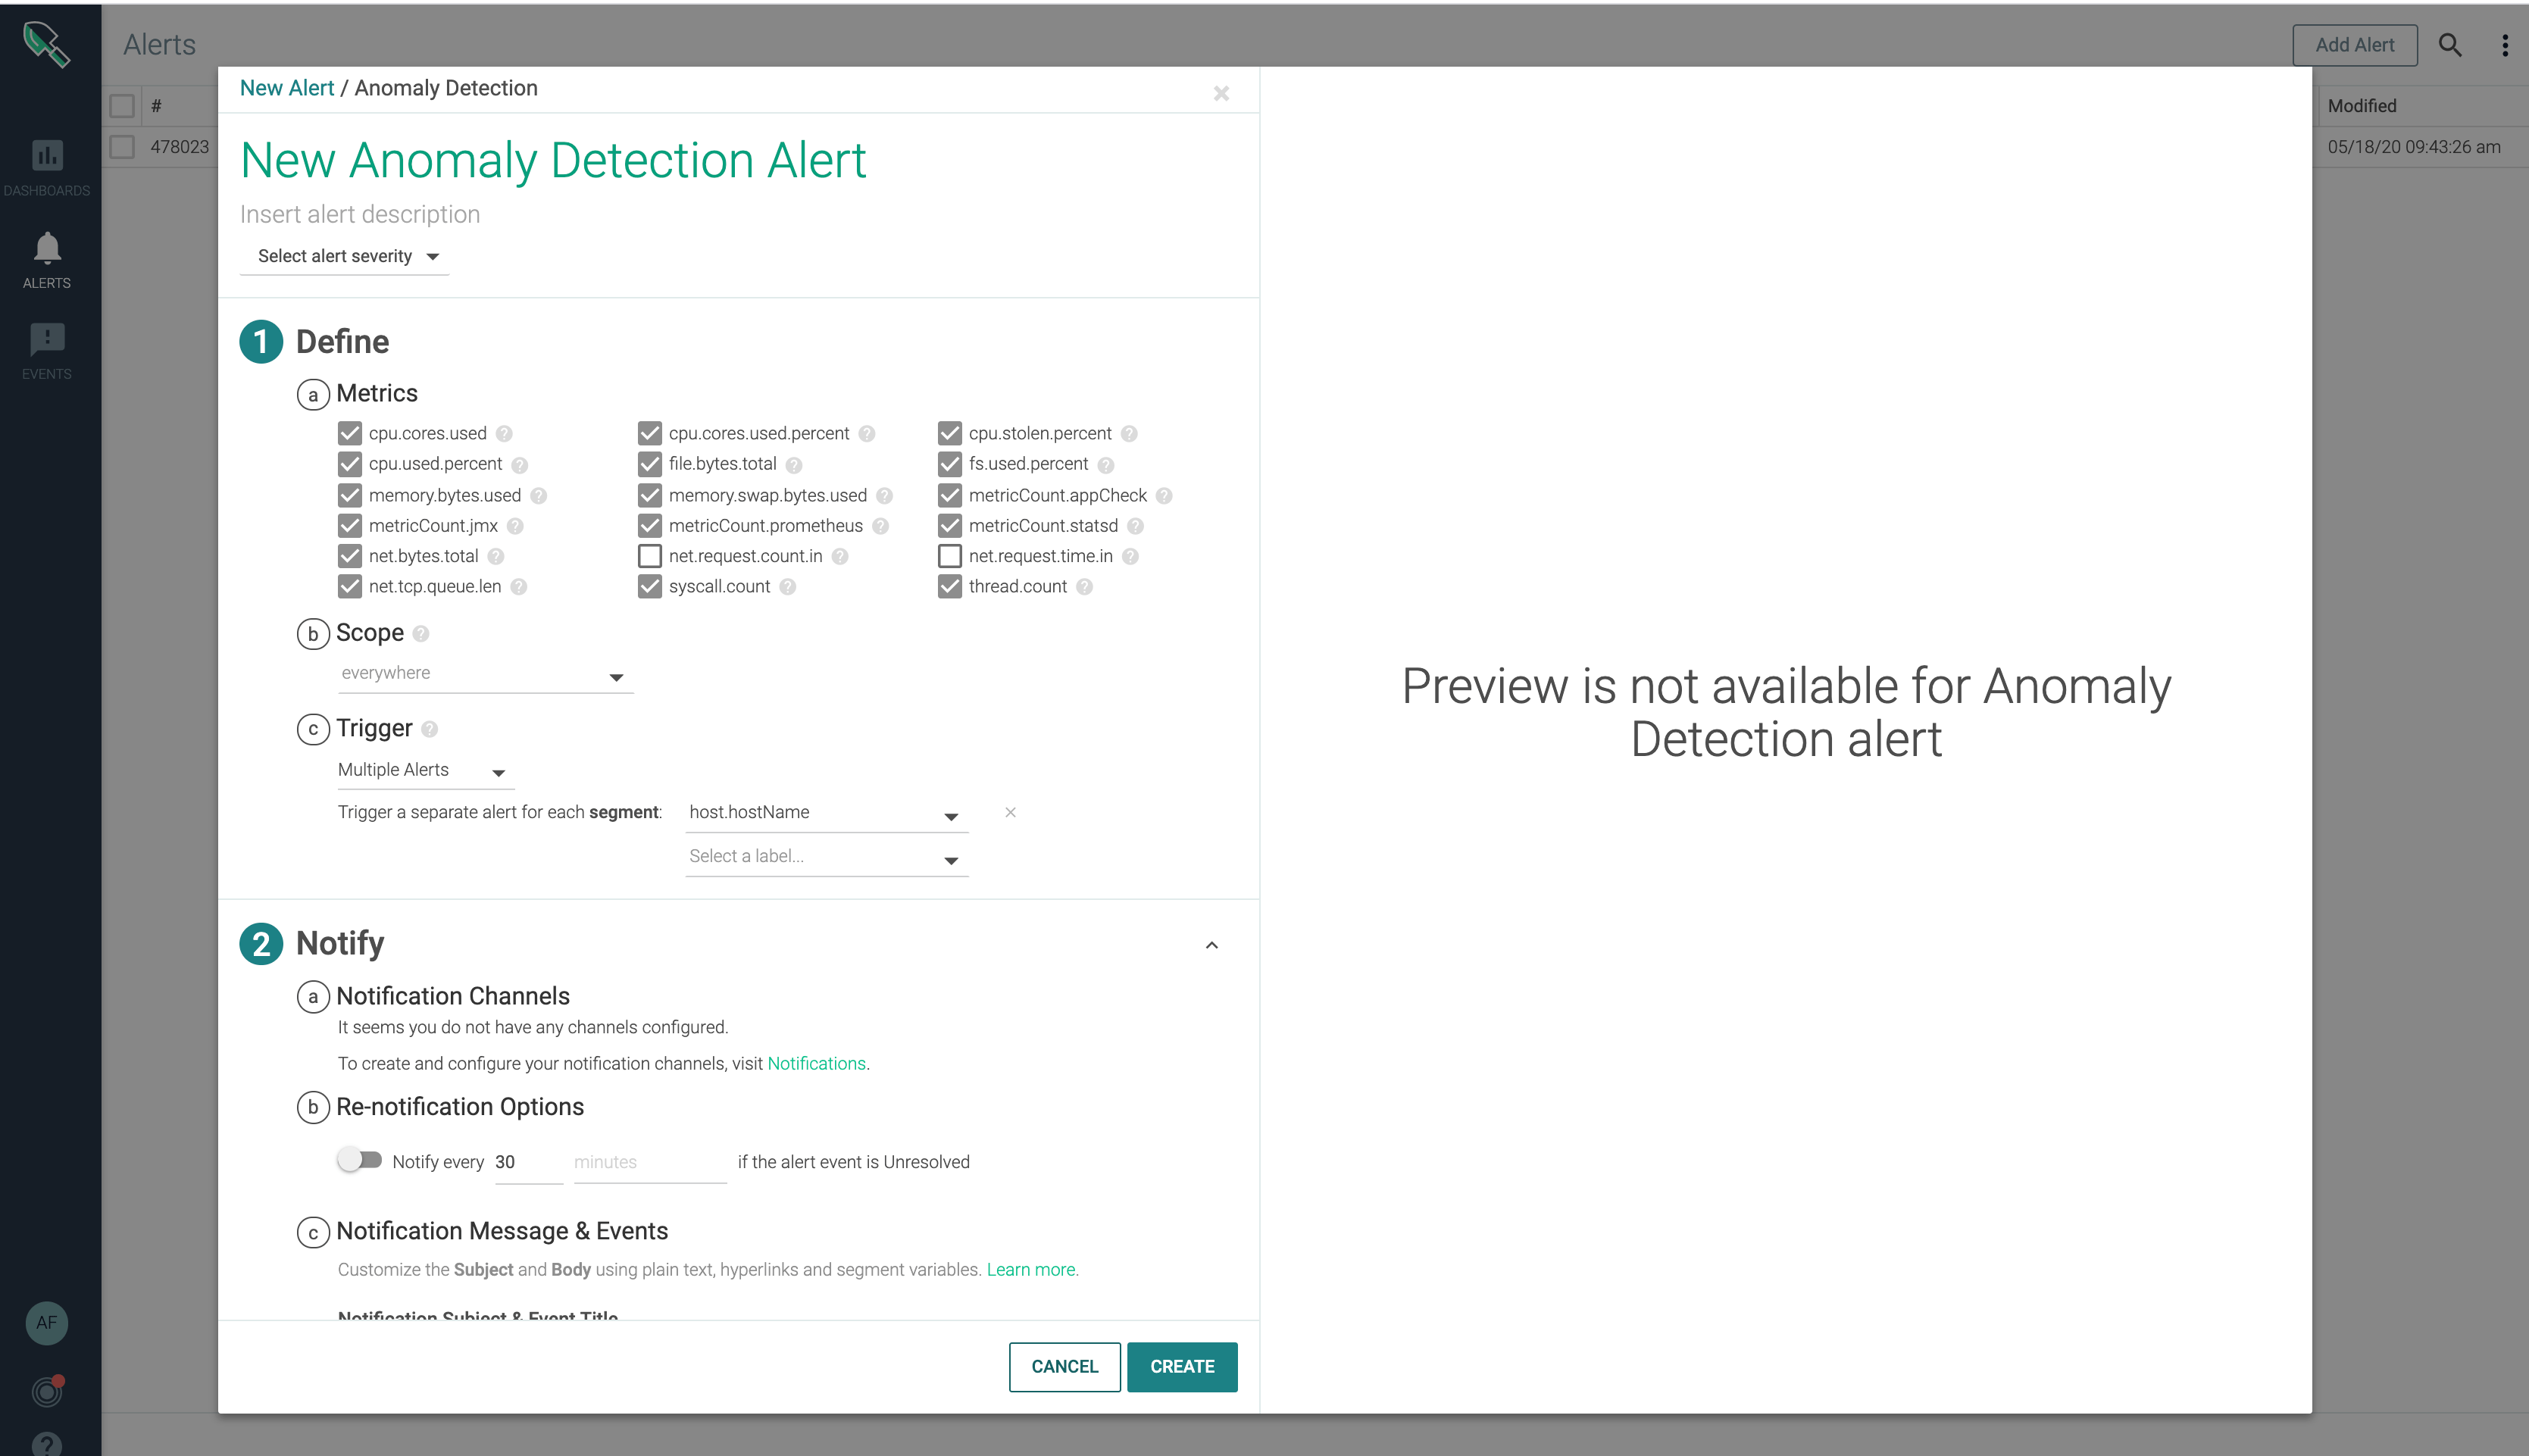 Alerts
Add Alert
# Modified
478023 05/18/20 09:43:26 am
DASHBOARDS
ALERTS
EVENTS
AF
?
New Alert / Anomaly Detection
New Anomaly Detection Alert
Insert alert description
Select alert severity
1 Define
a Metrics
cpu.cores.used ? cpu.cores.used.percent ? cpu.stolen.percent ?
cpu.used.percent ? file.bytes.total ? fs.used.percent ?
memory.bytes.used ? memory.swap.bytes.used ? metricCount.appCheck ?
metricCount.jmx ? metricCount.prometheus ? metricCount.statsd ?
net.bytes.total ? net.request.count.in ? net.request.time.in ?
net.tcp.queue.len ? syscall.count ? thread.count ?
b Scope ?
everywhere
c Trigger ?
Multiple Alerts
Trigger a separate alert for each segment: host.hostName
Select a label...
2 Notify
a Notification Channels
It seems you do not have any channels configured.
To create and configure your notification channels, visit Notifications.
b Re-notification Options
Notify every 30 minutes if the alert event is Unresolved
c Notification Message & Events
Customize the Subject and Body using plain text, hyperlinks and segment variables. Learn more.
Notification Subject & Event Title
CANCEL CREATE
Preview is not available for Anomaly
Detection alert